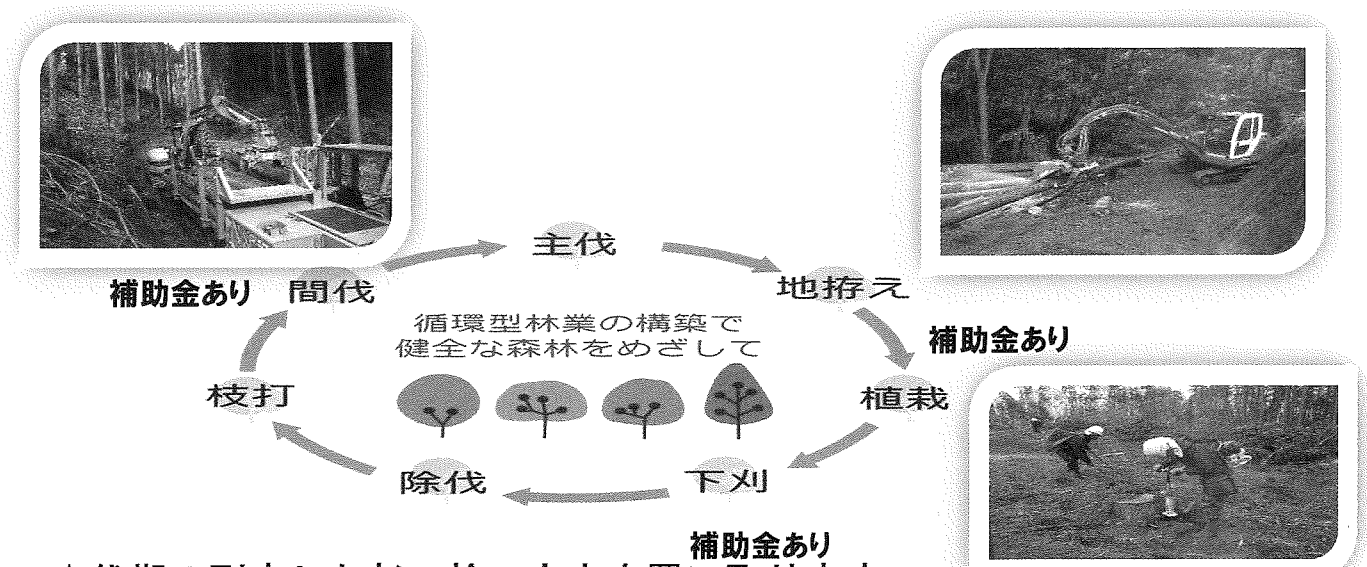 主伐
補助金あり 間伐
地拵え
循環型林業の構築で
健全な森林をめざして
補助金あり
枝打
植栽
除伐
下刈
補助金あり